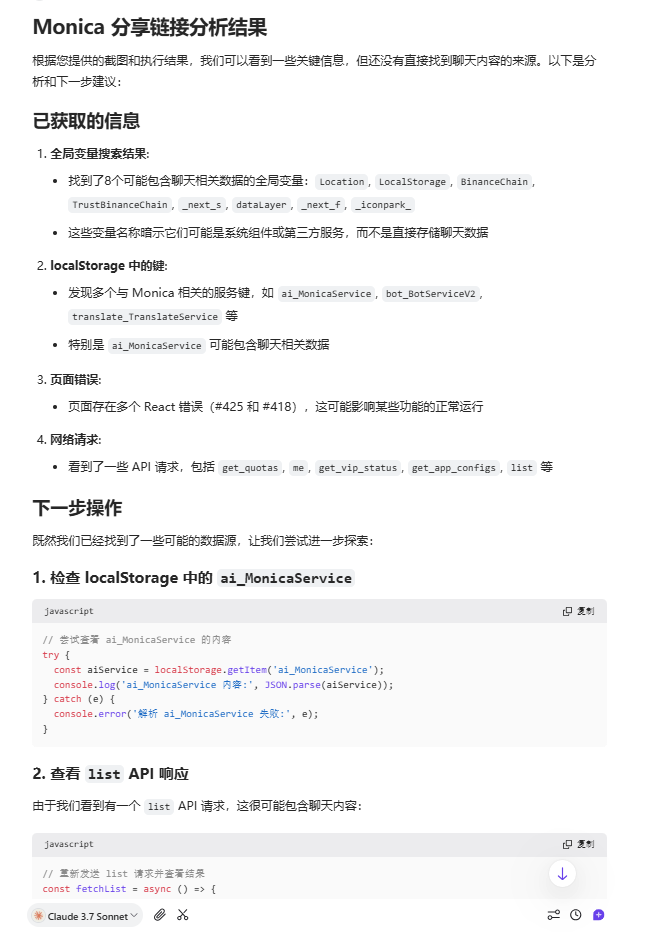 Monica 分享链接分析结果
根据您提供的截图和执行结果，我们可以看到一些关键信息，但还没有直接找到聊天内容的来源。以下是分
析和下一步建议：
已获取的信息
1. 全局变量搜索结果:
• 找到了8个可能包含聊天相关数据的全局变量：Location, LocalStorage, BinanceChain,
TrustBinanceChain, _next_s, dataLayer, _next_f, _iconpark_
• 这些变量名称暗示它们可能是系统组件或第三方服务，而不是直接存储聊天数据
2. localStorage 中的键:
• 发现多个与 Monica 相关的服务键，如 ai_MonicaService, bot_BotServiceV2,
translate_TranslateService 等
• 特别是 ai_MonicaService 可能包含聊天相关数据
3. 页面错误:
• 页面存在多个 React 错误（#425 和 #418），这可能影响某些功能的正常运行
4. 网络请求:
• 看到了一些 API 请求，包括 get_quotas, me, get_vip_status, get_app_configs, list 等
下一步操作
既然我们已经找到了一些可能的数据源，让我们尝试进一步探索：
1. 检查 localStorage 中的 ai_MonicaService
javascript 复制
// 尝试查看 ai_MonicaService 的内容
try {
const aiService = localStorage.getItem('ai_MonicaService');
console.log('ai_MonicaService 内容:', JSON.parse(aiService));
} catch (e) {
console.error('解析 ai_MonicaService 失败:', e);
}
2. 查看 list API 响应
由于我们看到有一个 list API 请求，这很可能包含聊天内容：
javascript 复制
// 重新发送 list 请求并查看结果
const fetchList = async () => {
Claude 3.7 Sonnet